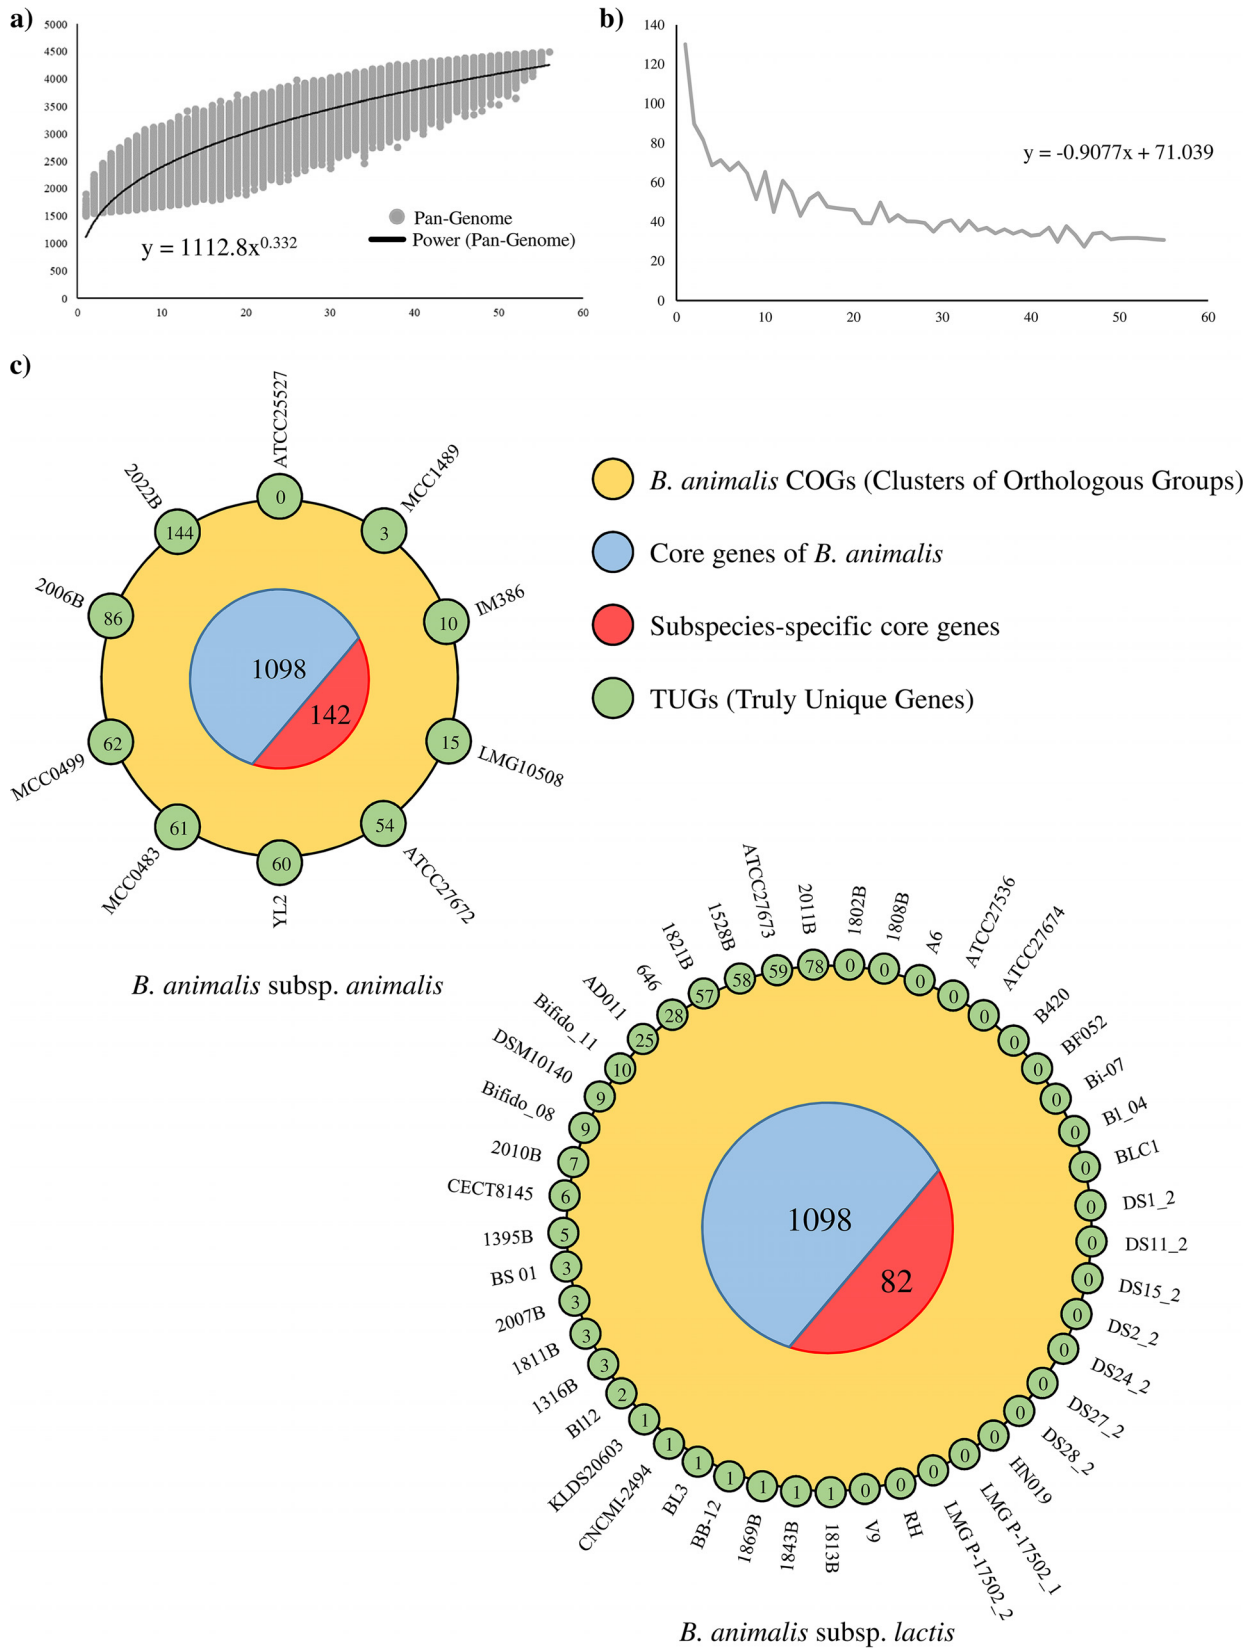 a)
5000
4500
4000
3500
3000
2500
2000
1500
1000
500
0
0
10
20
30
40
50
60
Pan-Genome
Power (Pan-Genome)
y = 1112.8x^0.332
b)
140
120
100
80
60
40
20
0
0
10
20
30
40
50
60
y = -0.9077x + 71.039
c)
ATCC25527
0
MCC1489
3
IM386
10
LMG10508
15
ATCC27672
54
YL2
60
MCC0483
61
MCC0499
62
2006B
86
2022B
144
1098
142
B. animalis subsp. animalis
B. animalis COGs (Clusters of Orthologous Groups)
Core genes of B. animalis
Subspecies-specific core genes
TUGs (Truly Unique Genes)
1802B
0
1808B
0
A6
0
ATCC27536
0
ATCC27674
0
B420
0
BF052
0
Bi-07
0
Bl_04
0
BLC1
0
DS1_2
0
DS11_2
0
DS15_2
0
DS2_2
0
DS24_2
0
DS27_2
0
DS28_2
0
HN019
0
LMG P-17502_1
0
LMG P-17502_2
0
RH
0
V9
0
1813B
1
1843B
1
1869B
1
BB-12
1
BL3
1
CNCMI-2494
1
KLDS20603
1
BI12
2
1316B
3
1811B
3
2007B
3
BS 01
3
1395B
5
CECT8145
6
2010B
7
Bifido_08
9
DSM10140
9
Bifido_11
10
AD011
25
646
28
1821B
57
1528B
58
ATCC27673
59
2011B
78
1098
82
B. animalis subsp. lactis